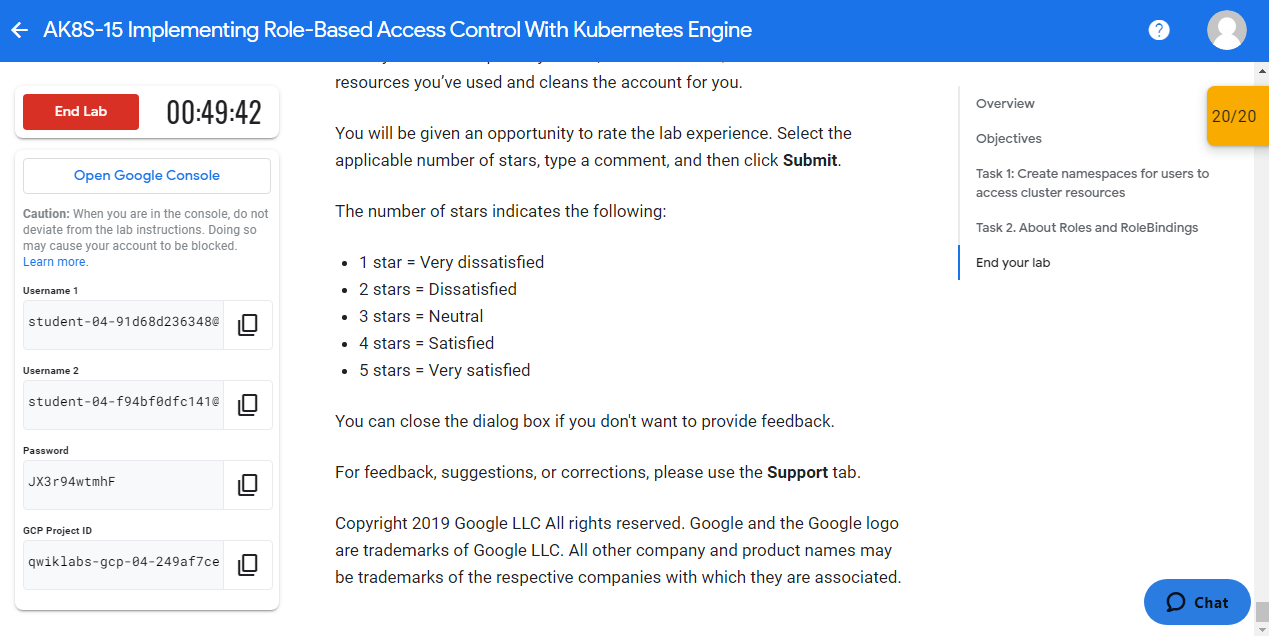 AK8S-15 Implementing Role-Based Access Control With Kubernetes Engine
?
End Lab
00:49:42
Open Google Console
Caution: When you are in the console, do not
deviate from the lab instructions. Doing so
may cause your account to be blocked.
Learn more.
Username 1
student-04-91d68d236348@
Username 2
student-04-f94bf0dfc141@
Password
JX3r94wtmhF
GCP Project ID
qwiklabs-gcp-04-249af7ce
resources you've used and cleans the account for you.
You will be given an opportunity to rate the lab experience. Select the
applicable number of stars, type a comment, and then click Submit.
The number of stars indicates the following:
• 1 star = Very dissatisfied
• 2 stars = Dissatisfied
• 3 stars = Neutral
• 4 stars = Satisfied
• 5 stars = Very satisfied
You can close the dialog box if you don't want to provide feedback.
For feedback, suggestions, or corrections, please use the Support tab.
Copyright 2019 Google LLC All rights reserved. Google and the Google logo
are trademarks of Google LLC. All other company and product names may
be trademarks of the respective companies with which they are associated.
Overview
Objectives
Task 1: Create namespaces for users to
access cluster resources
Task 2. About Roles and RoleBindings
End your lab
20/20
Chat